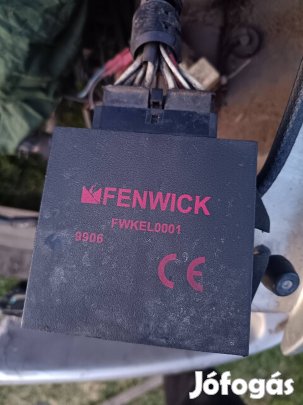 FENWICK
FWKEL0001
9906
CE
Jófogás